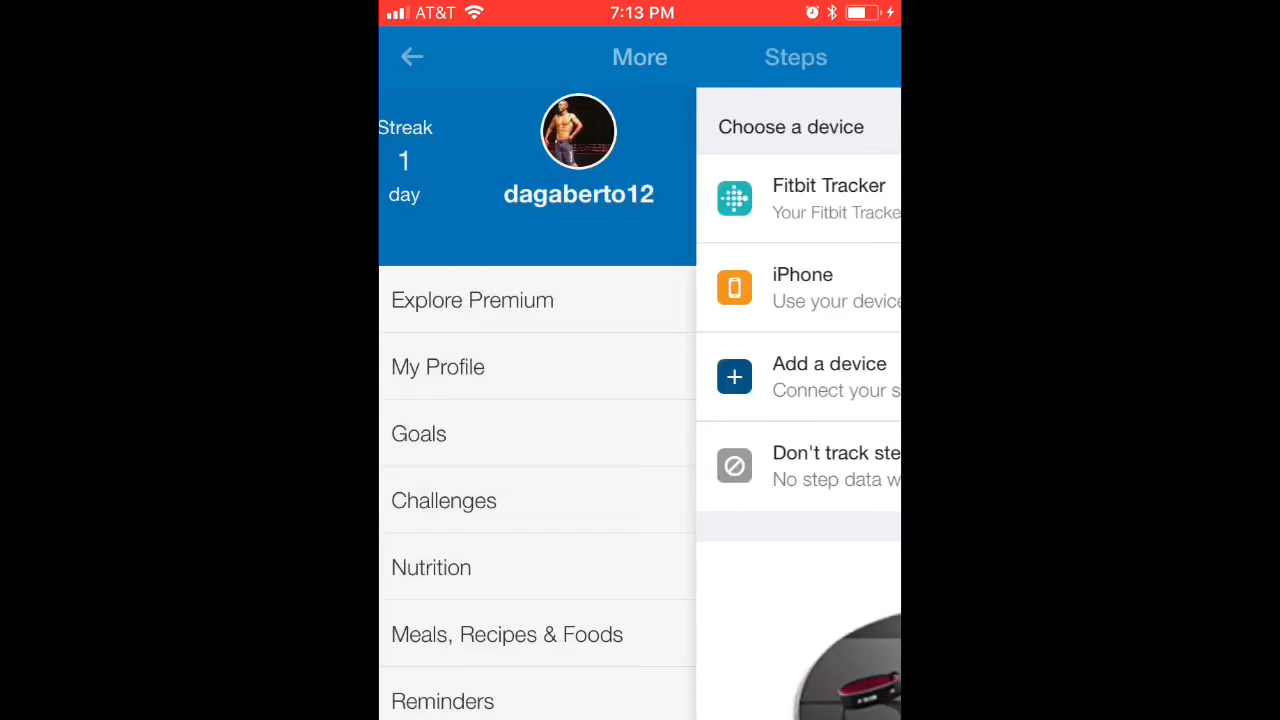 AT&T 7:13 PM
More Steps
Streak
1
day
dagaberto12
Explore Premium
My Profile
Goals
Challenges
Nutrition
Meals, Recipes & Foods
Reminders
Choose a device
Fitbit Tracker
Your Fitbit Tracke
iPhone
Use your device
Add a device
Connect your s
Don't track ste
No step data w